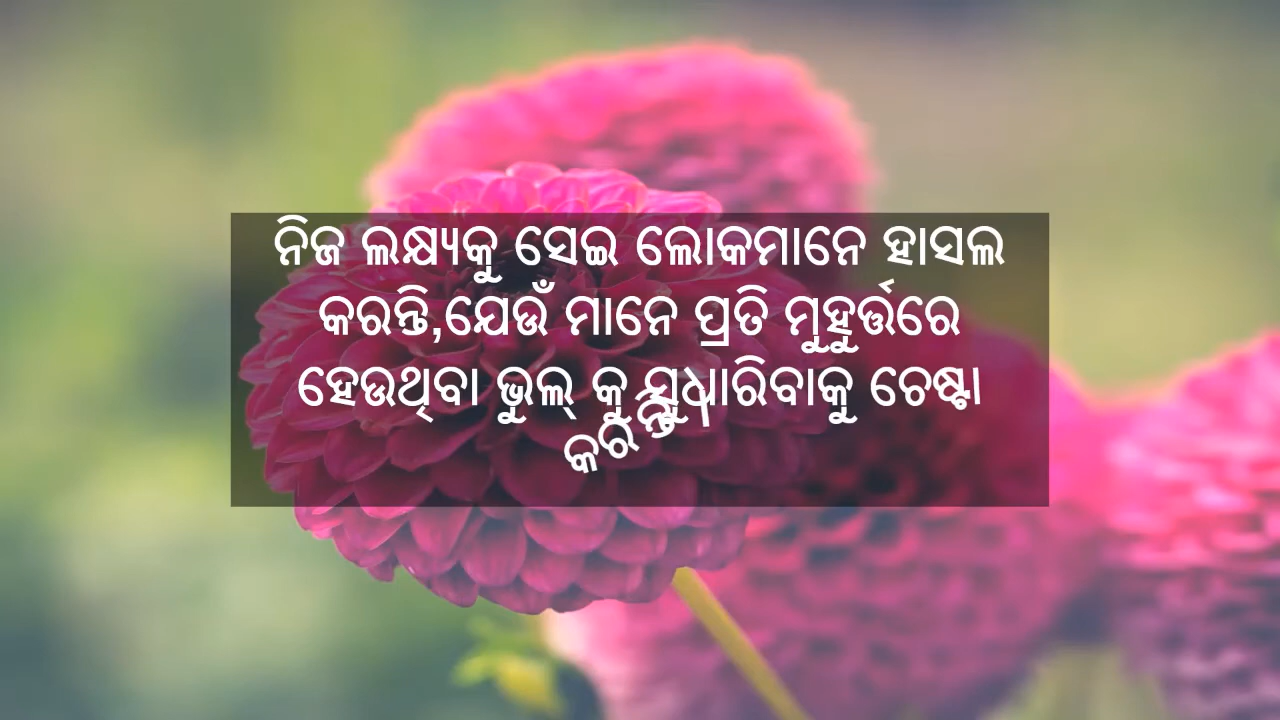 ନିଜ ଲକ୍ଷ୍ୟକୁ ସେଇ ଲୋକମାନେ ହାସଲ
କରନ୍ତି,ଯେଉଁ ମାନେ ପ୍ରତି ମୁହୁର୍ତ୍ତରେ
ହେଉଥିବା ଭୁଲ୍ କୁ ସୁଧାରିବାକୁ ଚେଷ୍ଟା
କରନ୍ତି ।